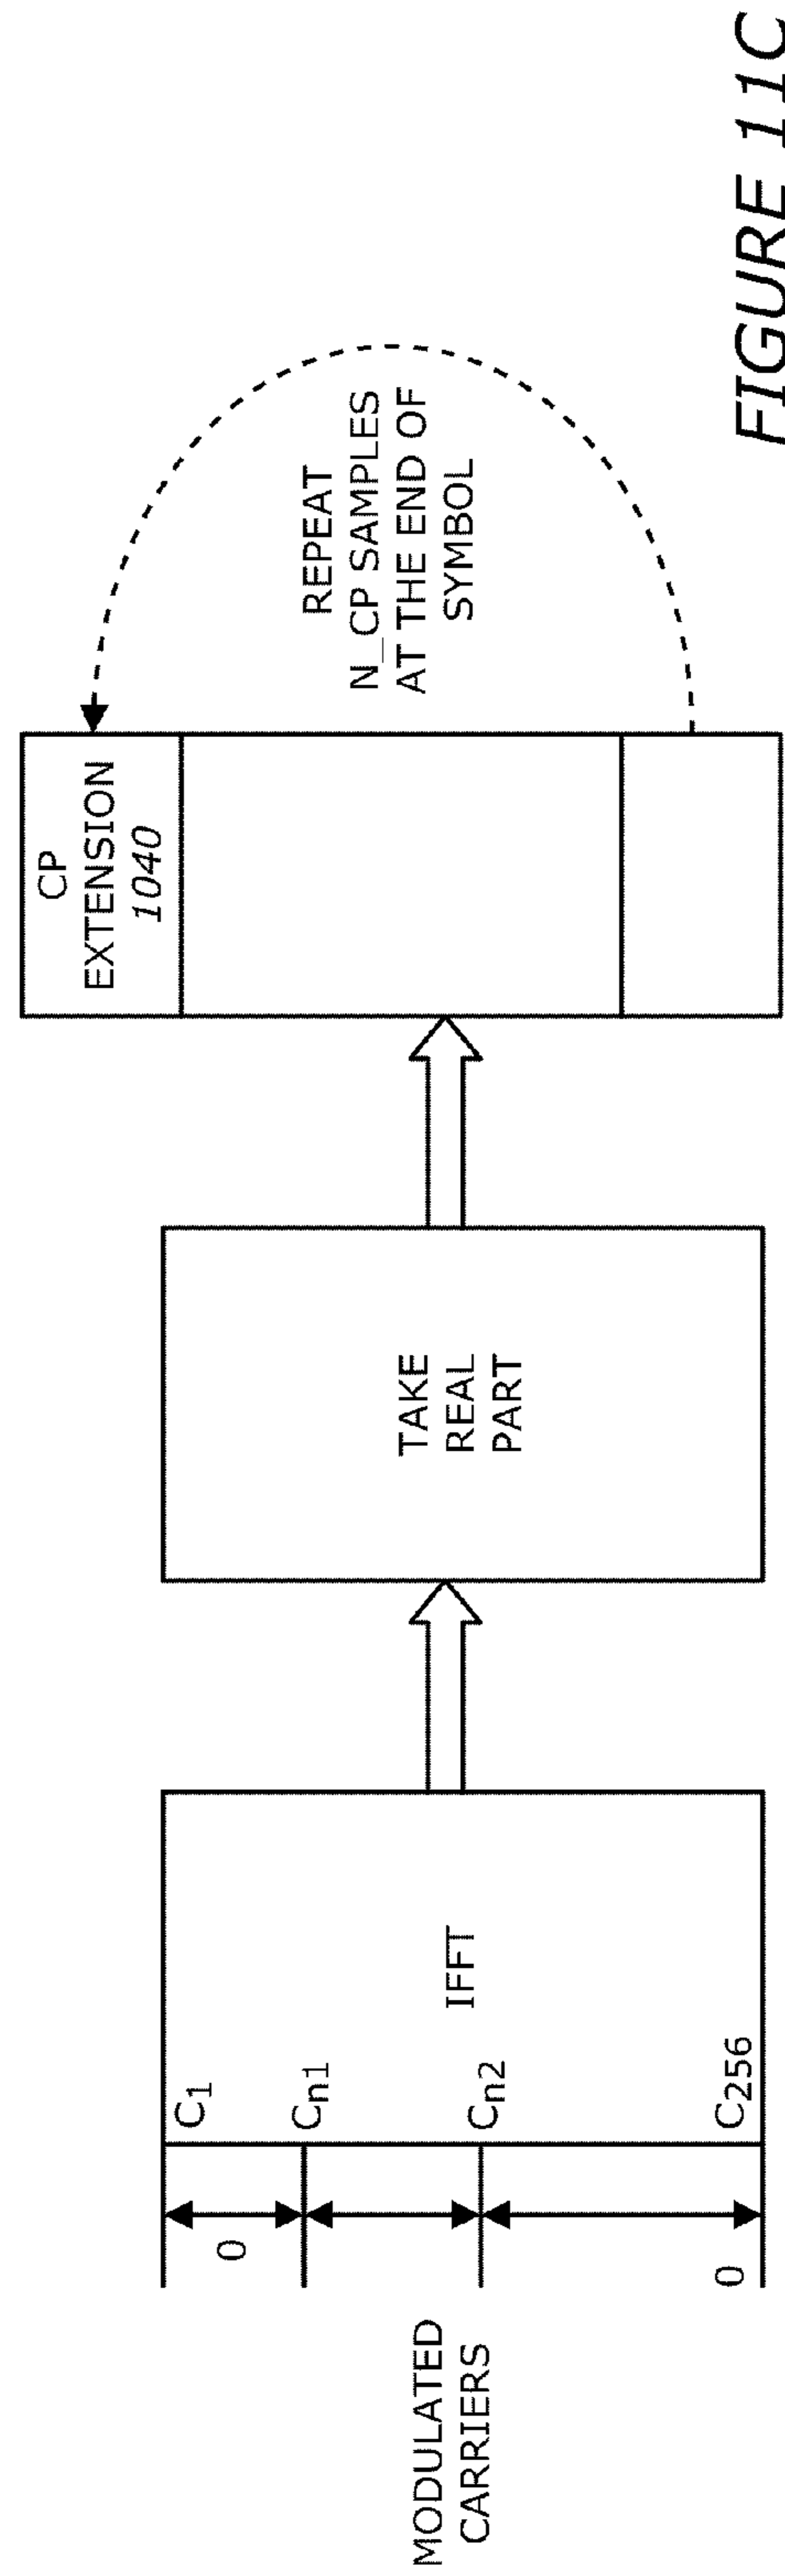 MODULATED
CARRIERS
0
0
C1
Cn1
Cn2
C256
IFFT
TAKE
REAL
PART
CP
EXTENSION
1040
REPEAT
N_CP SAMPLES
AT THE END OF
SYMBOL
FIGURE 11C